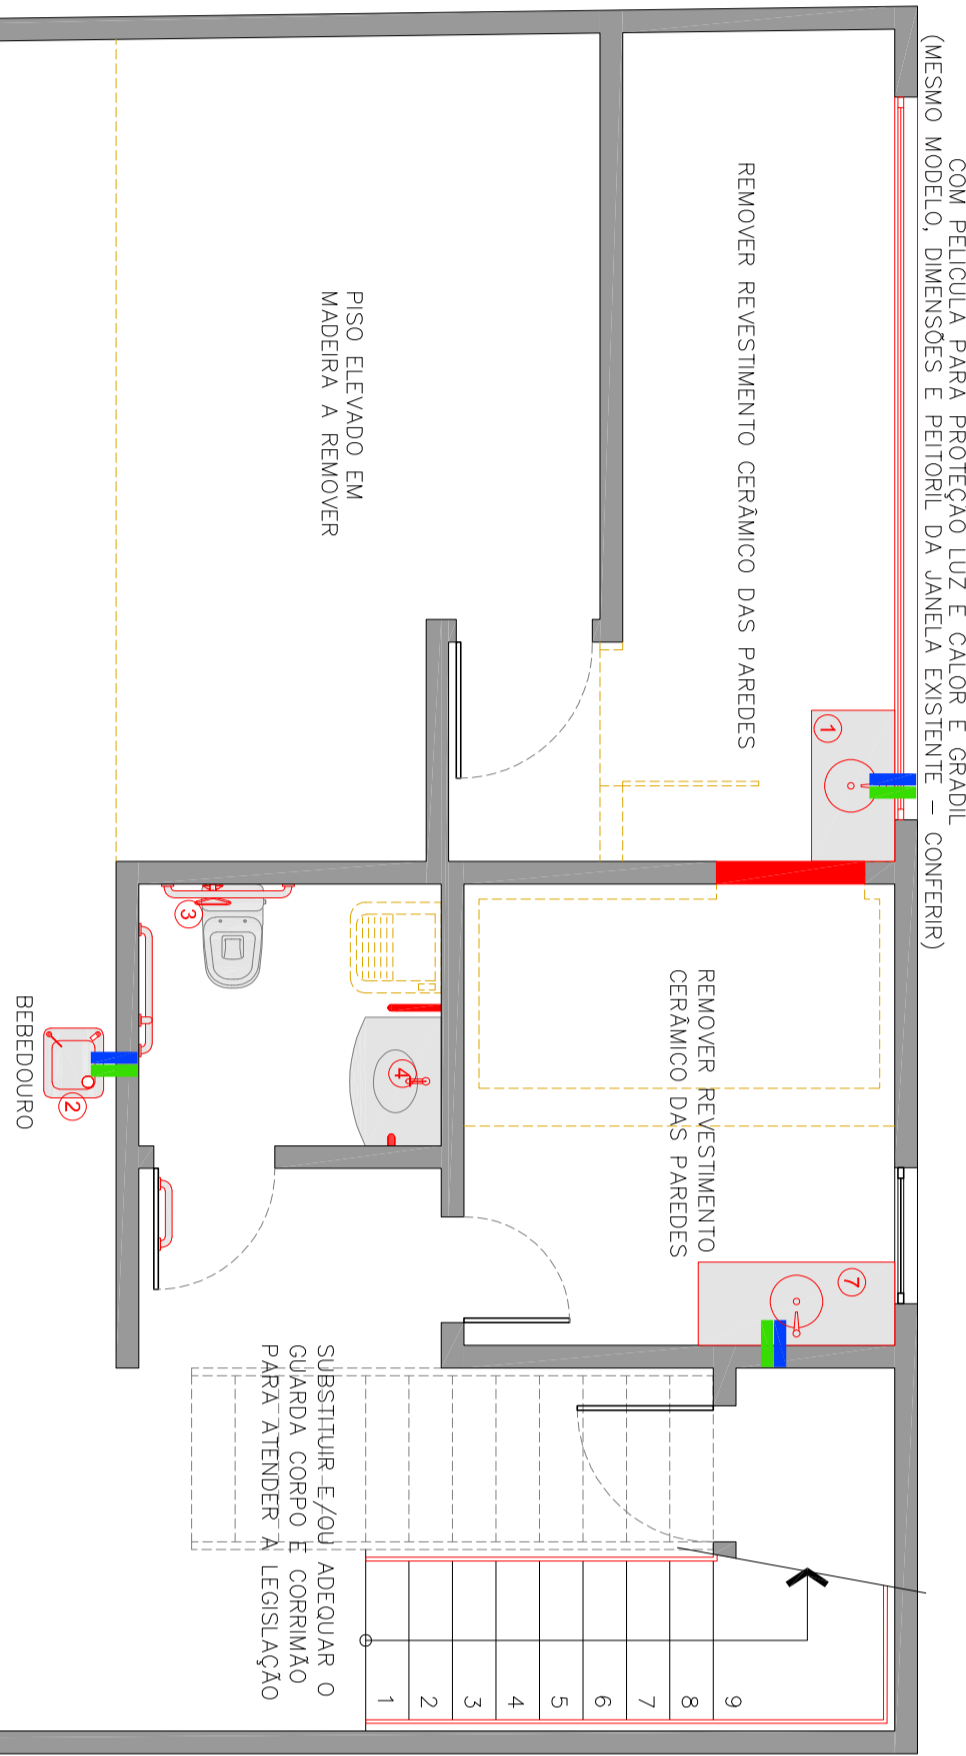 COM PELICULA PARA PROTEÇÃO LUZ E CALOR E GRADIL
(MESMO MODELO, DIMENSÕES E PEITORIL DA JANELA EXISTENTE – CONFERIR)
REMOVER REVESTIMENTO CERÂMICO DAS PAREDES
1
REMOVER REVESTIMENTO
CERÂMICO DAS PAREDES
7
PISO ELEVADO EM
MADEIRA A REMOVER
3
4
2
BEBEDOURO
SUBSTITUIR E/OU ADEQUAR O
GUARDA CORPO E CORRIMÃO
PARA ATENDER A LEGISLAÇÃO
9
8
7
6
5
4
3
2
1